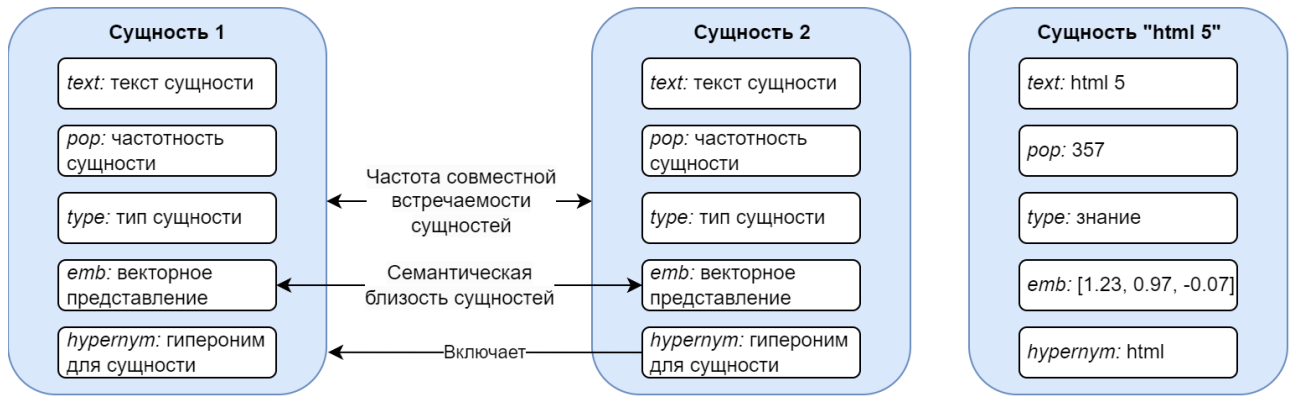 Сущность 1
text: текст сущности
pop: частотность
сущности
type: тип сущности
emb: векторное
представление
hypernym: гипероним
для сущности
Частота совместной
встречаемости
сущностей
Семантическая
близость сущностей
Включает
Сущность 2
text: текст сущности
pop: частотность
сущности
type: тип сущности
emb: векторное
представление
hypernym: гипероним
для сущности
Сущность "html 5"
text: html 5
pop: 357
type: знание
emb: [1.23, 0.97, -0.07]
hypernym: html